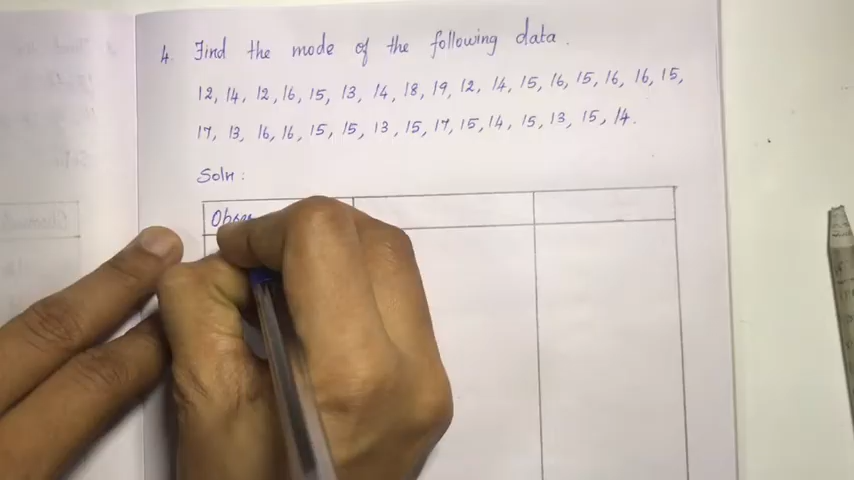 4. Find the mode of the following data.
12, 14, 12, 16, 15, 13, 14, 18, 19, 12, 14, 15, 16, 15, 16, 16, 15,
17, 13, 16, 16, 15, 15, 13, 15, 17, 15, 14, 15, 13, 15, 14.
Soln :